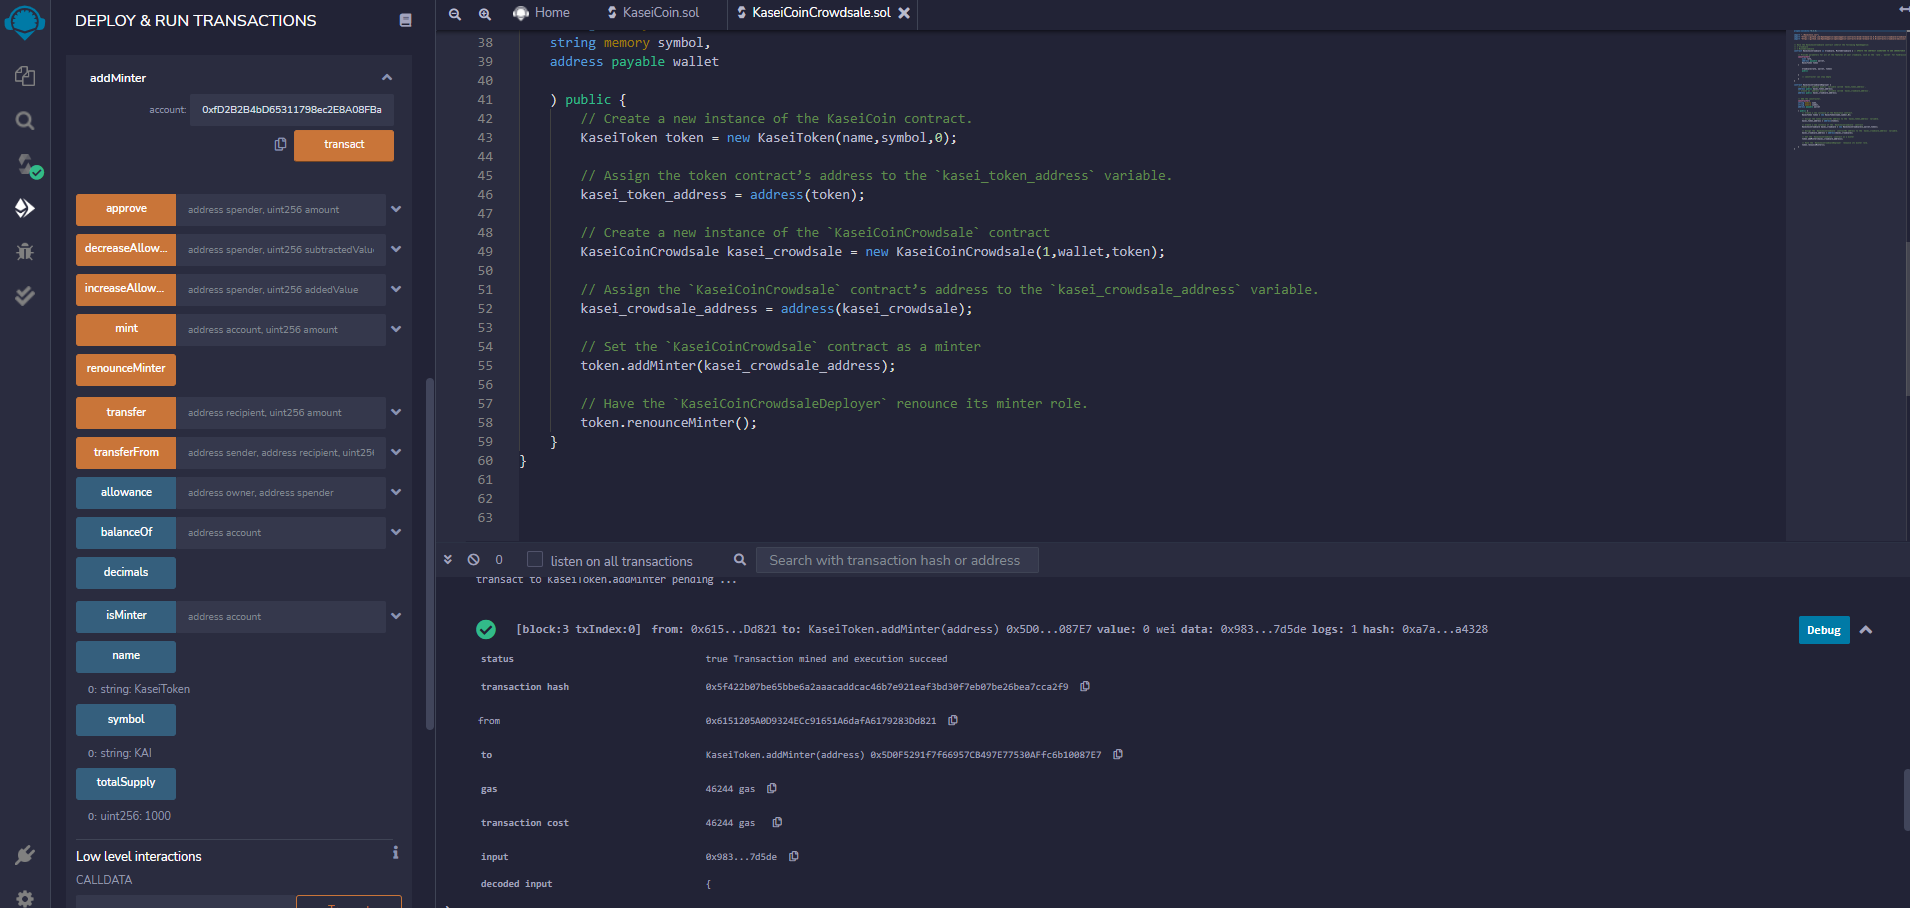 DEPLOY & RUN TRANSACTIONS
addMinter
account:
0xfD2B2B4bD65311798ec2E8A08FBa
transact
approve
address spender, uint256 amount
decreaseAllow...
address spender, uint256 subtractedValu
increaseAllow...
address spender, uint256 addedValue
mint
address account, uint256 amount
renounceMinter
transfer
address recipient, uint256 amount
transferFrom
address sender, address recipient, uint25
allowance
address owner, address spender
balanceOf
address account
decimals
isMinter
address account
name
0: string: KaseiToken
symbol
0: string: KAI
totalSupply
0: uint256: 1000
Low level interactions
CALLDATA
Home
KaseiCoin.sol
KaseiCoinCrowdsale.sol
38 string memory symbol,
39 address payable wallet
40
41 ) public {
42 // Create a new instance of the KaseiCoin contract.
43 KaseiToken token = new KaseiToken(name,symbol,0);
44
45 // Assign the token contract’s address to the `kasei_token_address` variable.
46 kasei_token_address = address(token);
47
48 // Create a new instance of the `KaseiCoinCrowdsale` contract
49 KaseiCoinCrowdsale kasei_crowdsale = new KaseiCoinCrowdsale(1,wallet,token);
50
51 // Assign the `KaseiCoinCrowdsale` contract’s address to the `kasei_crowdsale_address` variable.
52 kasei_crowdsale_address = address(kasei_crowdsale);
53
54 // Set the `KaseiCoinCrowdsale` contract as a minter
55 token.addMinter(kasei_crowdsale_address);
56
57 // Have the `KaseiCoinCrowdsaleDeployer` renounce its minter role.
58 token.renounceMinter();
59 }
60 }
61
62
63
0
listen on all transactions
Search with transaction hash or address
transact to KaseiToken.addMinter pending ...
[block:3 txIndex:0] from: 0x615...Dd821 to: KaseiToken.addMinter(address) 0x5D0...087E7 value: 0 wei data: 0x983...7d5de logs: 1 hash: 0xa7a...a4328
Debug
status true Transaction mined and execution succeed
transaction hash 0x5f422b07be65bbe6a2aaacaddcac46b7e921eaf3bd30f7eb07be26bea7cca2f9
from 0x6151205A0D9324ECc91651A6dafA6179283Dd821
to KaseiToken.addMinter(address) 0x5D0F5291f7f66957CB497E77530AFfc6b10087E7
gas 46244 gas
transaction cost 46244 gas
input 0x983...7d5de
decoded input {